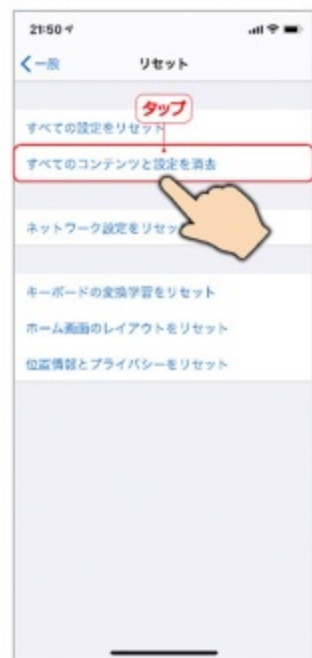 21:50
一般 リセット
タップ
すべての設定をリセット
すべてのコンテンツと設定を消去
ネットワーク設定をリセッ
キーボードの変換学習をリセット
ホーム画面のレイアウトをリセット
位置情報とプライバシーをリセット